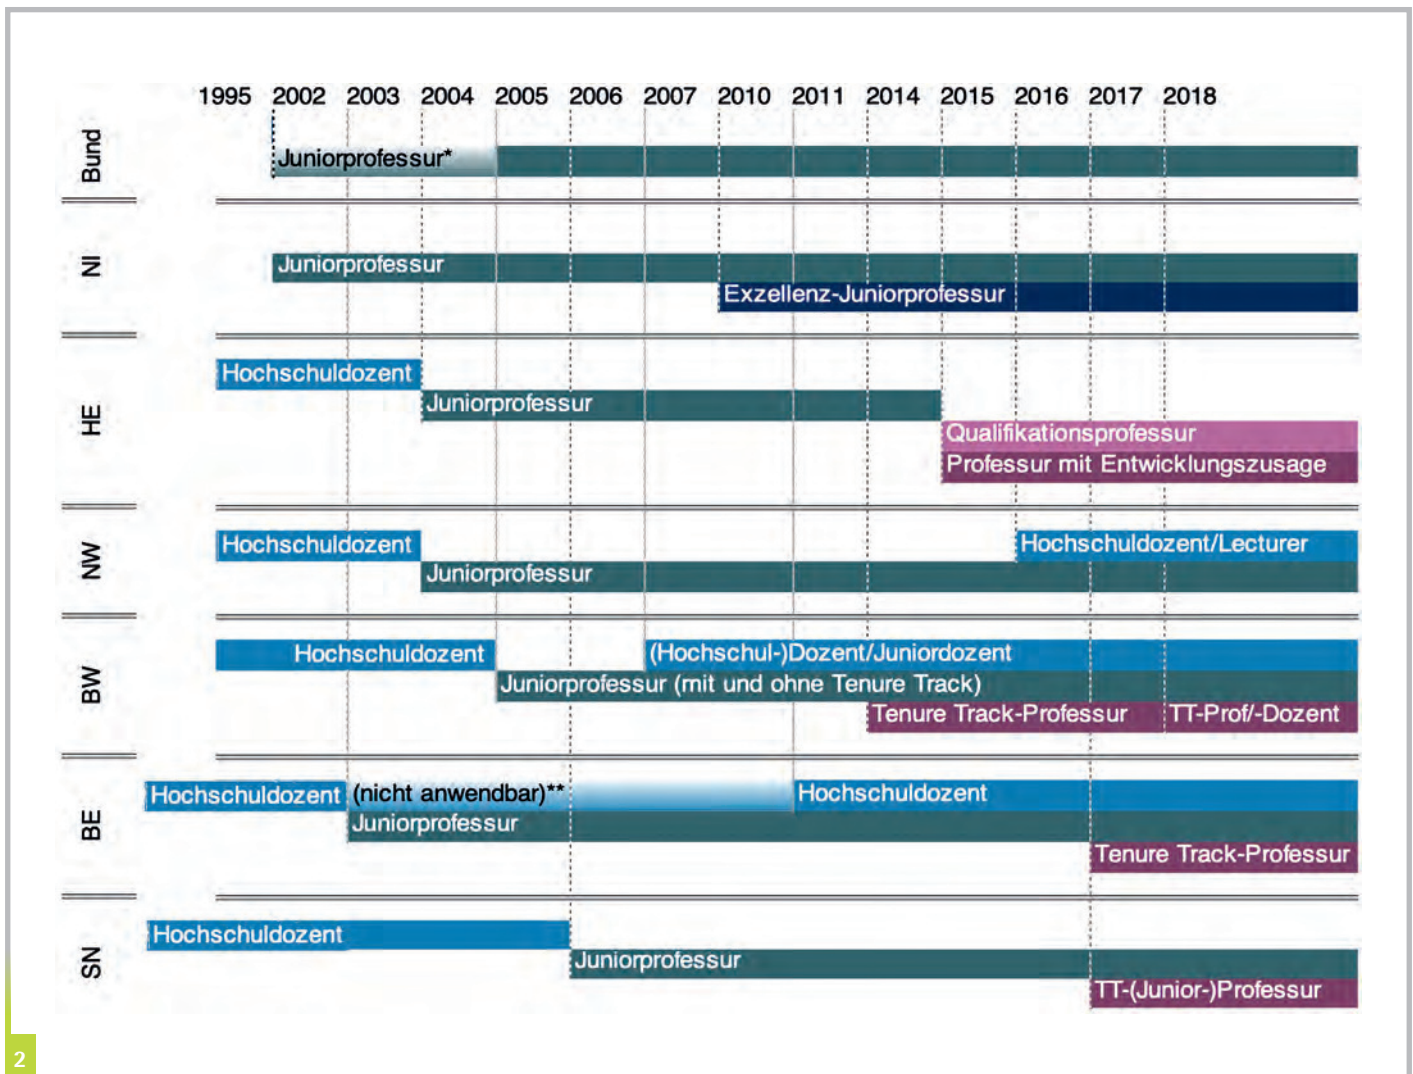 1995 2002 2003 2004 2005 2006 2007 2010 2011 2014 2015 2016 2017 2018
Bund
Juniorprofessur*
NI
Juniorprofessur
Exzellenz-Juniorprofessur
HE
Hochschuldozent
Juniorprofessur
Qualifikationsprofessur
Professur mit Entwicklungszusage
NW
Hochschuldozent
Hochschuldozent/Lecturer
Juniorprofessur
BW
Hochschuldozent
(Hochschul-)Dozent/Juniordozent
Juniorprofessur (mit und ohne Tenure Track)
Tenure Track-Professur
TT-Prof/-Dozent
BE
Hochschuldozent
(nicht anwendbar)**
Hochschuldozent
Juniorprofessur
Tenure Track-Professur
SN
Hochschuldozent
Juniorprofessur
TT-(Junior-)Professur
2